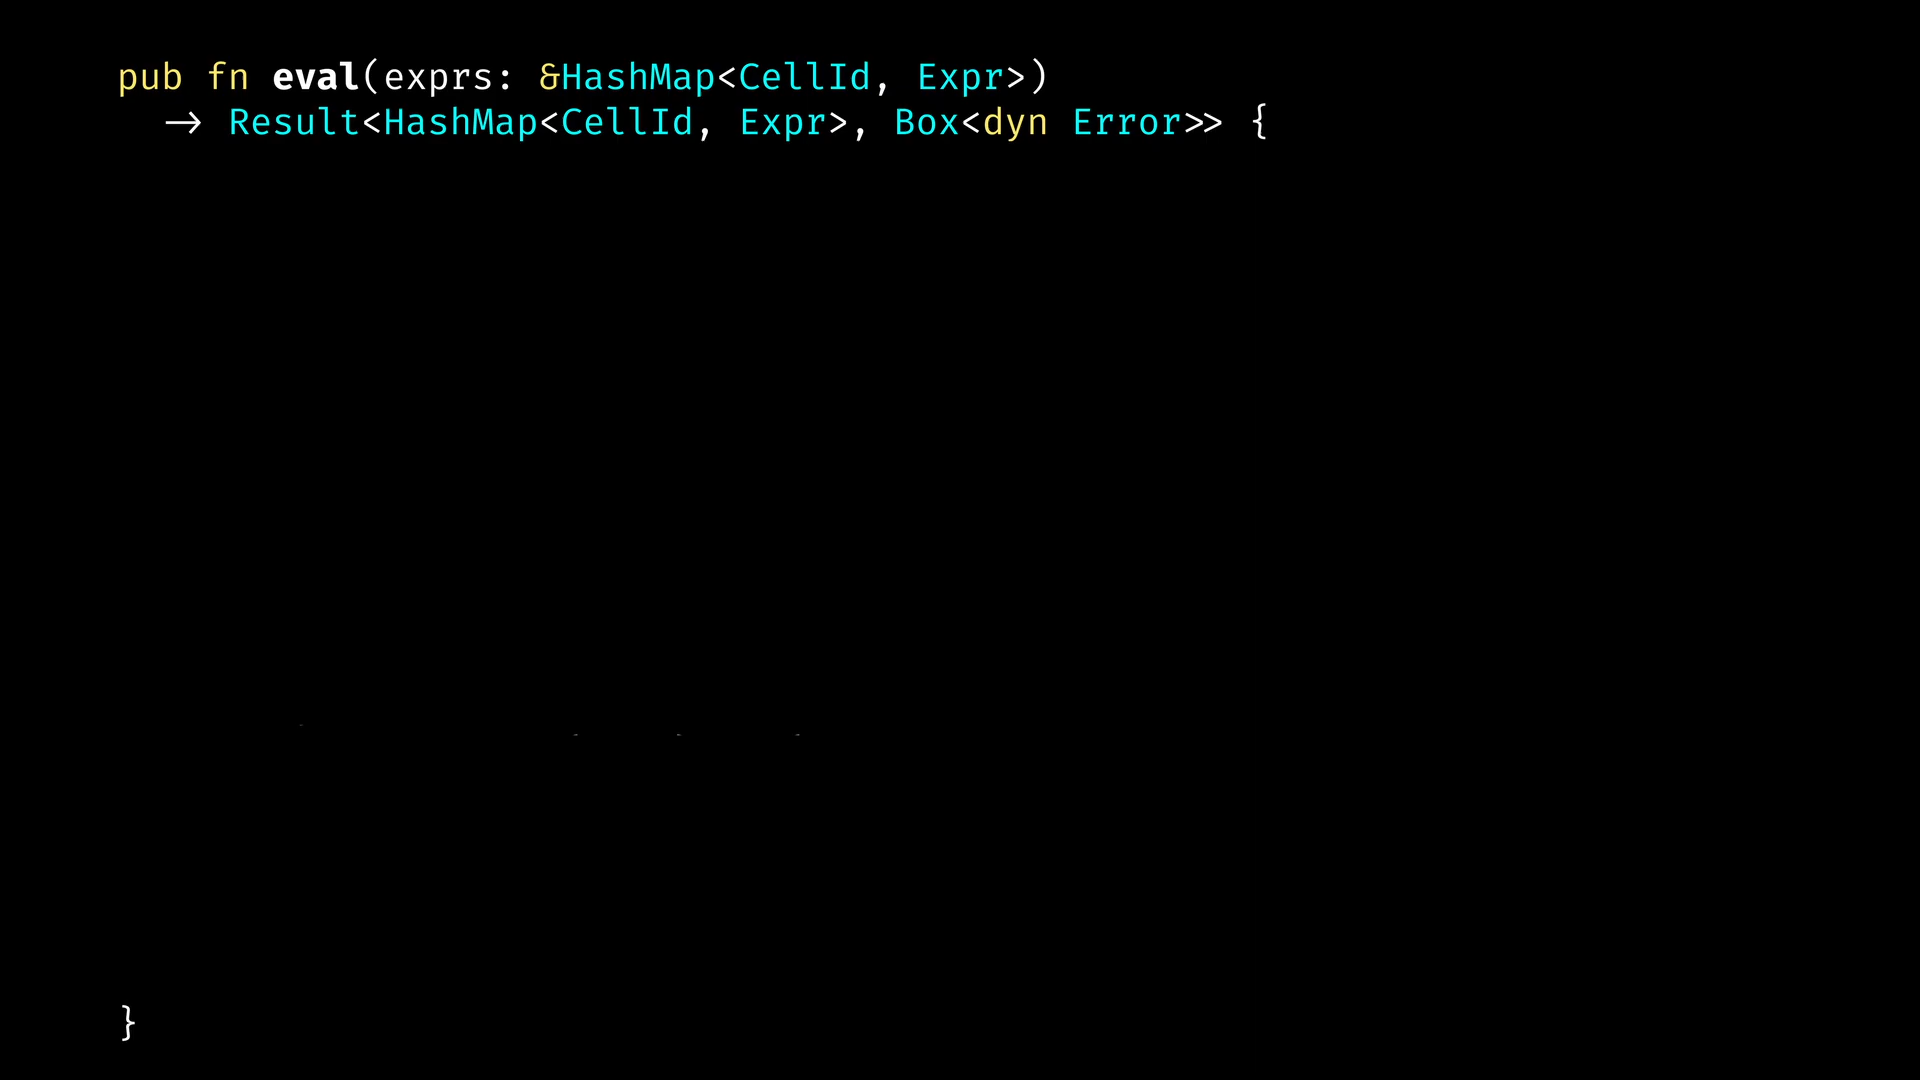 pub fn eval(exprs: &HashMap<CellId, Expr>)
-> Result<HashMap<CellId, Expr>, Box<dyn Error>> {
}